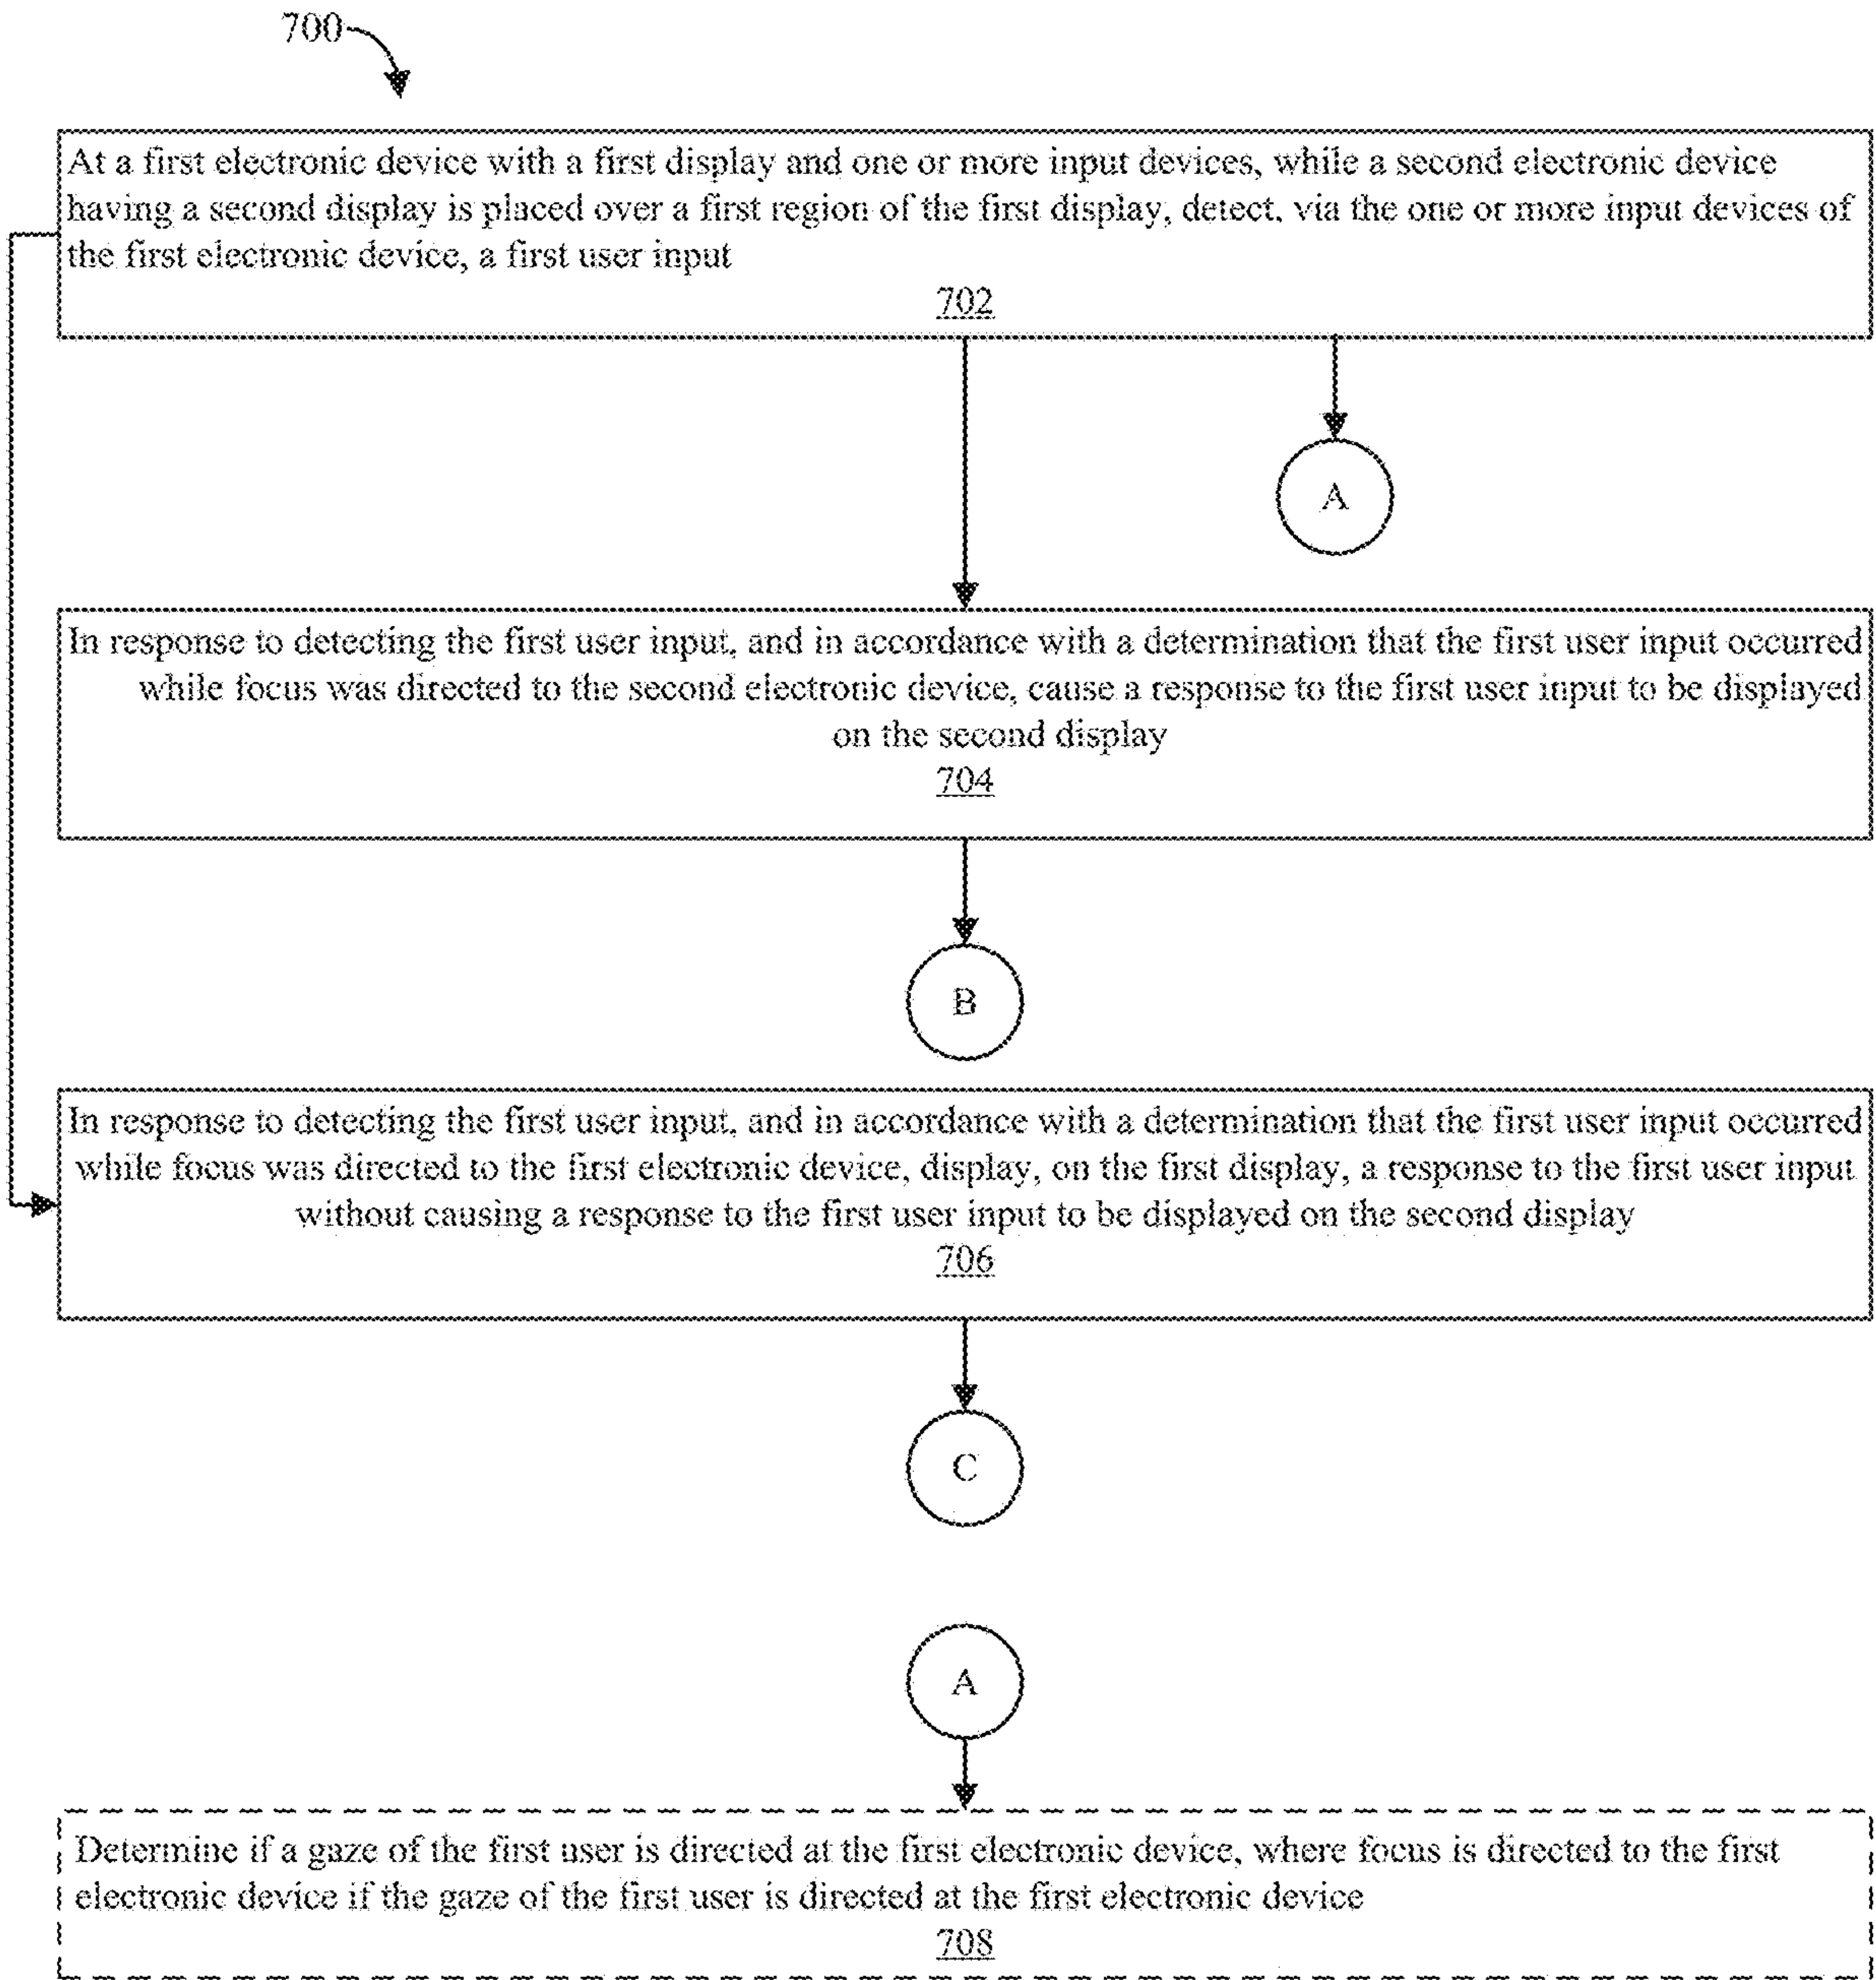 700
At a first electronic device with a first display and one or more input devices, while a second electronic device
having a second display is placed over a first region of the first display, detect, via the one or more input devices of
the first electronic device, a first user input
702
A
In response to detecting the first user input, and in accordance with a determination that the first user input occurred
while focus was directed to the second electronic device, cause a response to the first user input to be displayed
on the second display
704
B
In response to detecting the first user input, and in accordance with a determination that the first user input occurred
while focus was directed to the first electronic device, display, on the first display, a response to the first user input
without causing a response to the first user input to be displayed on the second display
706
C
A
Determine if a gaze of the first user is directed at the first electronic device, where focus is directed to the first
electronic device if the gaze of the first user is directed at the first electronic device
708